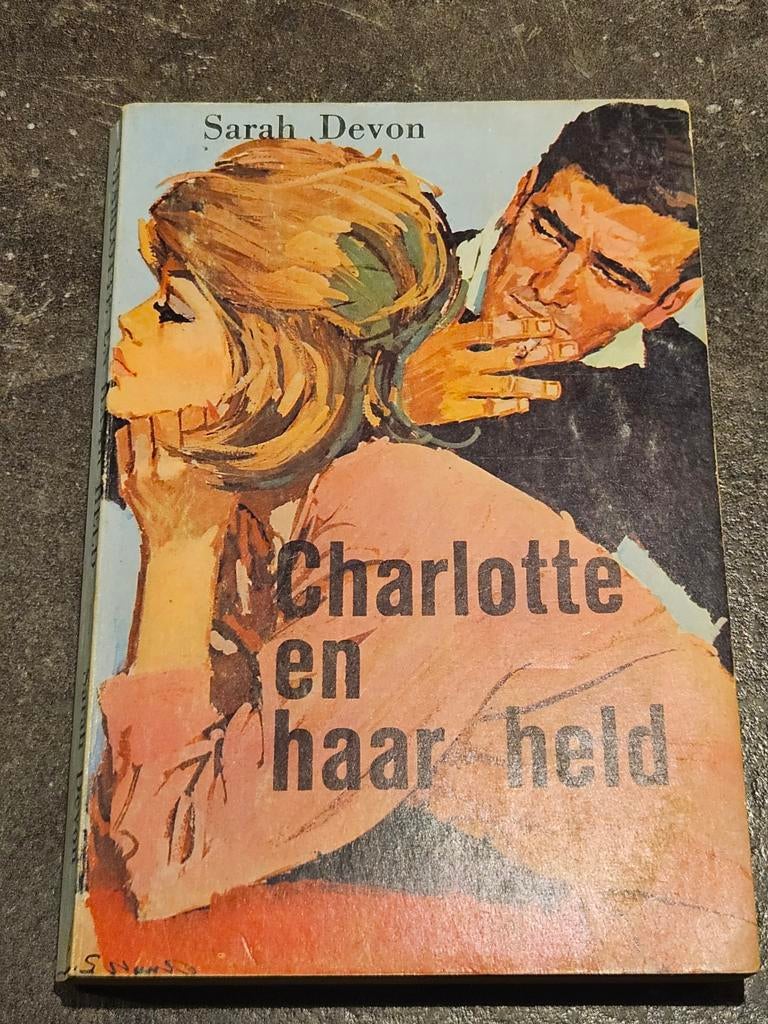 Sarah Devon
Charlotte
en
haar held